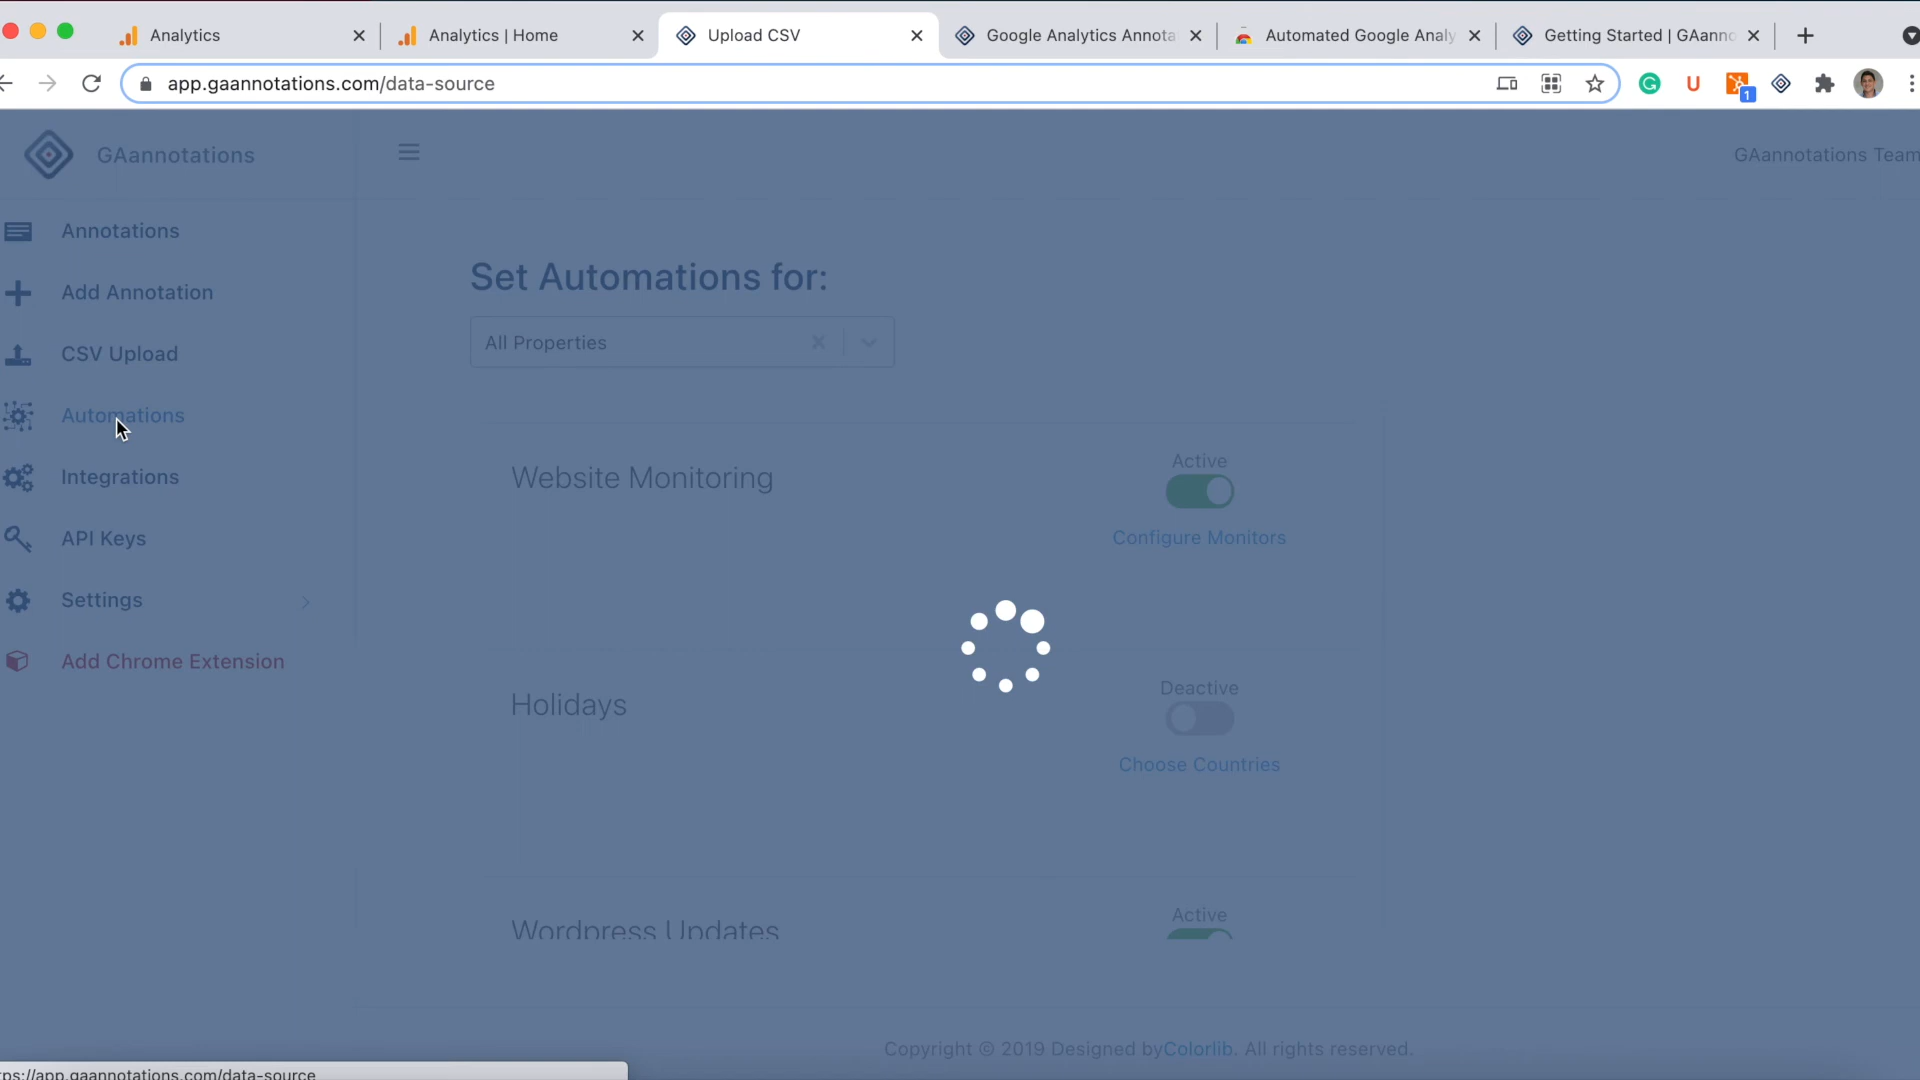 Analytics
Analytics | Home
Upload CSV
Google Analytics Annota
Automated Google Analy
Getting Started | GAanno
app.gaannotations.com/data-source
1
GAannotations
GAannotations Team
Annotations
Add Annotation
CSV Upload
Automations
Integrations
API Keys
Settings
Add Chrome Extension
Set Automations for:
All Properties
Website Monitoring
Active
Configure Monitors
Holidays
Deactive
Choose Countries
Wordpress Updates
Active
Copyright © 2019 Designed byColorlib. All rights reserved.
ps://app.gaannotations.com/data-source